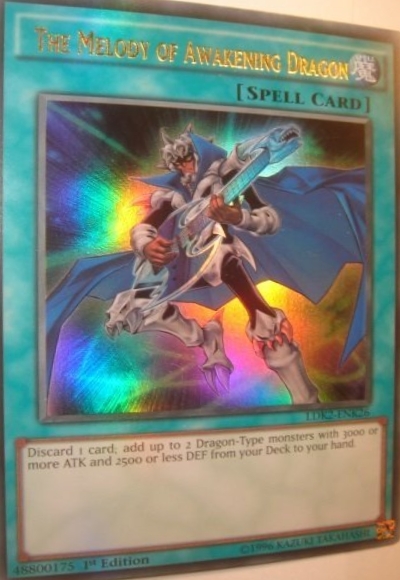 THE MELODY OF AWAKENING DRAGON
[SPELL CARD]
LDK2-ENK26
Discard 1 card; add up to 2 Dragon-Type monsters with 3000 or
more ATK and 2500 or less DEF from your Deck to your hand.
48800175 1st Edition ©1996 KAZUKI TAKAHASHI